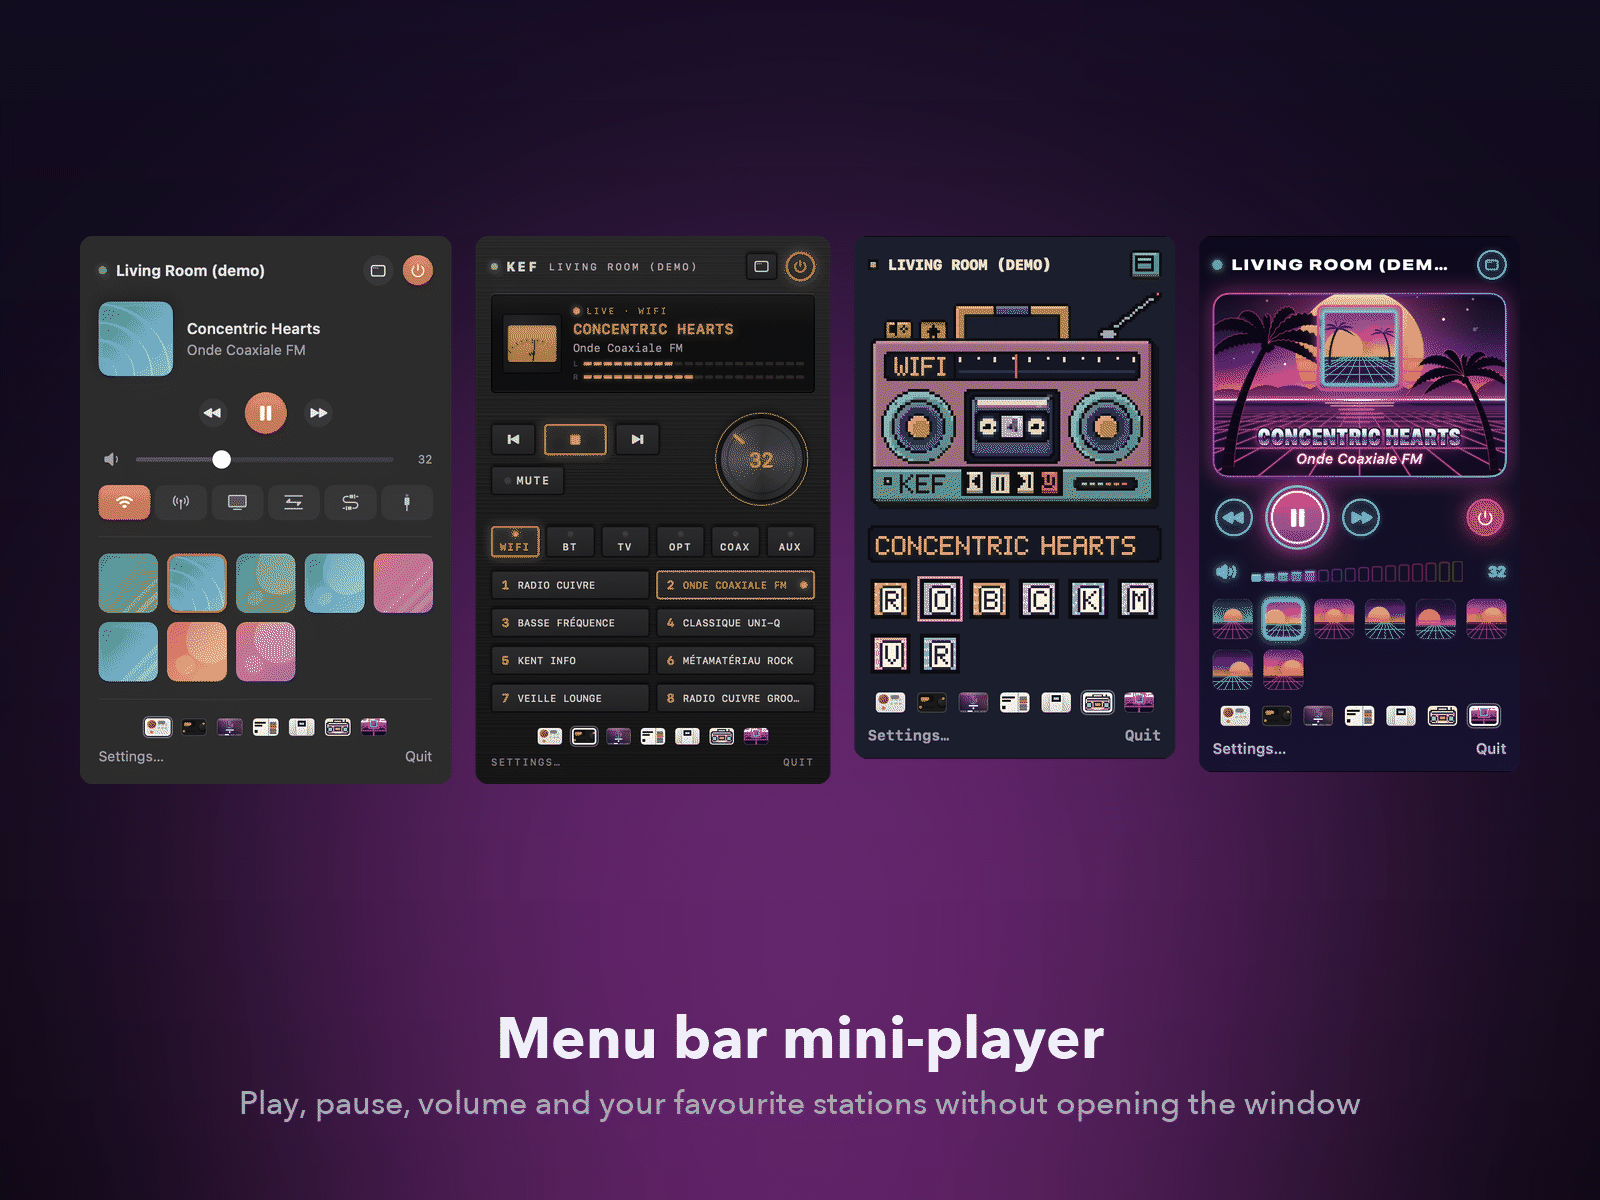 Living Room (demo)
Concentric Hearts
Onde Coaxiale FM
32
Settings...
Quit
KEF LIVING ROOM (DEMO)
LIVE · WIFI
CONCENTRIC HEARTS
Onde Coaxiale FM
L
R
32
MUTE
WIFI BT TV OPT COAX AUX
1 RADIO CUIVRE
2 ONDE COAXIALE FM
3 BASSE FRÉQUENCE
4 CLASSIQUE UNI-Q
5 KENT INFO
6 MÉTAMATÉRIAU ROCK
7 VEILLE LOUNGE
8 RADIO CUIVRE GROO…
SETTINGS…
QUIT
LIVING ROOM (DEMO)
WIFI
KEF
CONCENTRIC HEARTS
R O B C K M
V R
Settings…
Quit
LIVING ROOM (DEM…
CONCENTRIC HEARTS
Onde Coaxiale FM
32
Settings...
Quit
Menu bar mini-player
Play, pause, volume and your favourite stations without opening the window